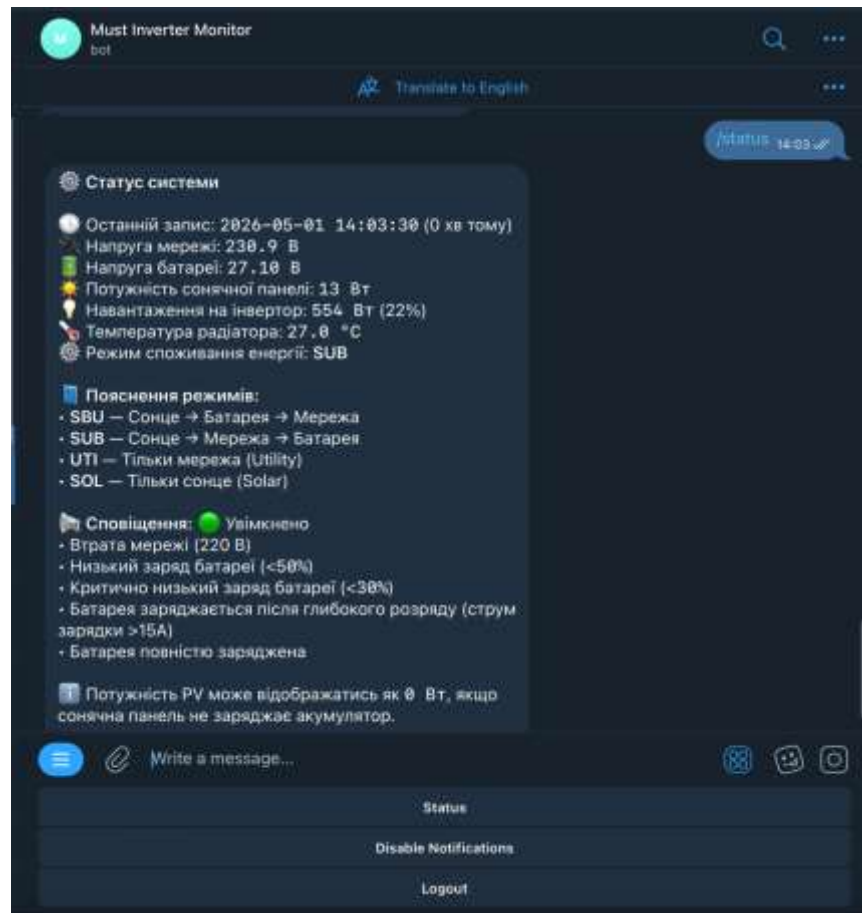 Must Inverter Monitor
bot
Translate to English
/status 14:03
Статус системи
Останній запис: 2026-05-01 14:03:30 (0 хв тому)
Напруга мережі: 230.9 В
Напруга батареї: 27.10 В
Потужність сонячної панелі: 13 Вт
Навантаження на інвертор: 554 Вт (22%)
Температура радіатора: 27.0 °C
Режим споживання енергії: SUB
Пояснення режимів:
• SBU — Сонце → Батарея → Мережа
• SUB — Сонце → Мережа → Батарея
• UTI — Тільки мережа (Utility)
• SOL — Тільки сонце (Solar)
Сповіщення: Увімкнено
• Втрата мережі (220 В)
• Низький заряд батареї (<50%)
• Критично низький заряд батареї (<30%)
• Батарея заряджається після глибокого розряду (струм
зарядки >15А)
• Батарея повністю заряджена
Потужність PV може відображатись як 0 Вт, якщо
сонячна панель не заряджає акумулятор.
Write a message...
Status
Disable Notifications
Logout